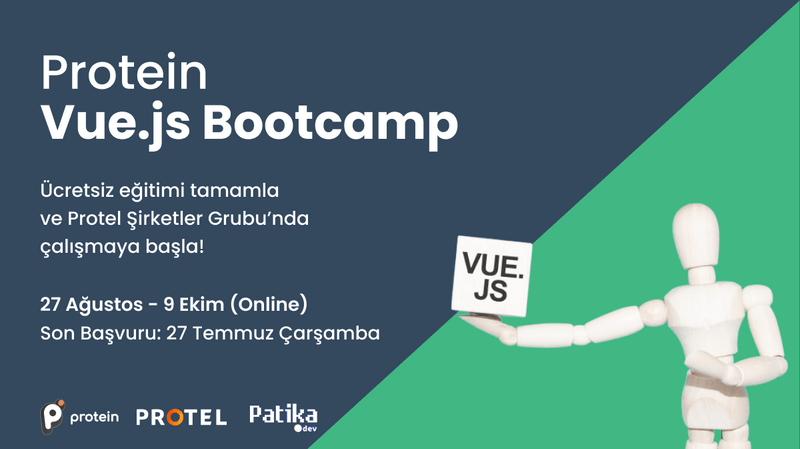 Protein
Vue.js Bootcamp
Ücretsiz eğitimi tamamla
ve Protel Şirketler Grubu’nda
çalışmaya başla!
27 Ağustos - 9 Ekim (Online)
Son Başvuru: 27 Temmuz Çarşamba
VUE.
JS
P protein PROTEL Patika
dev